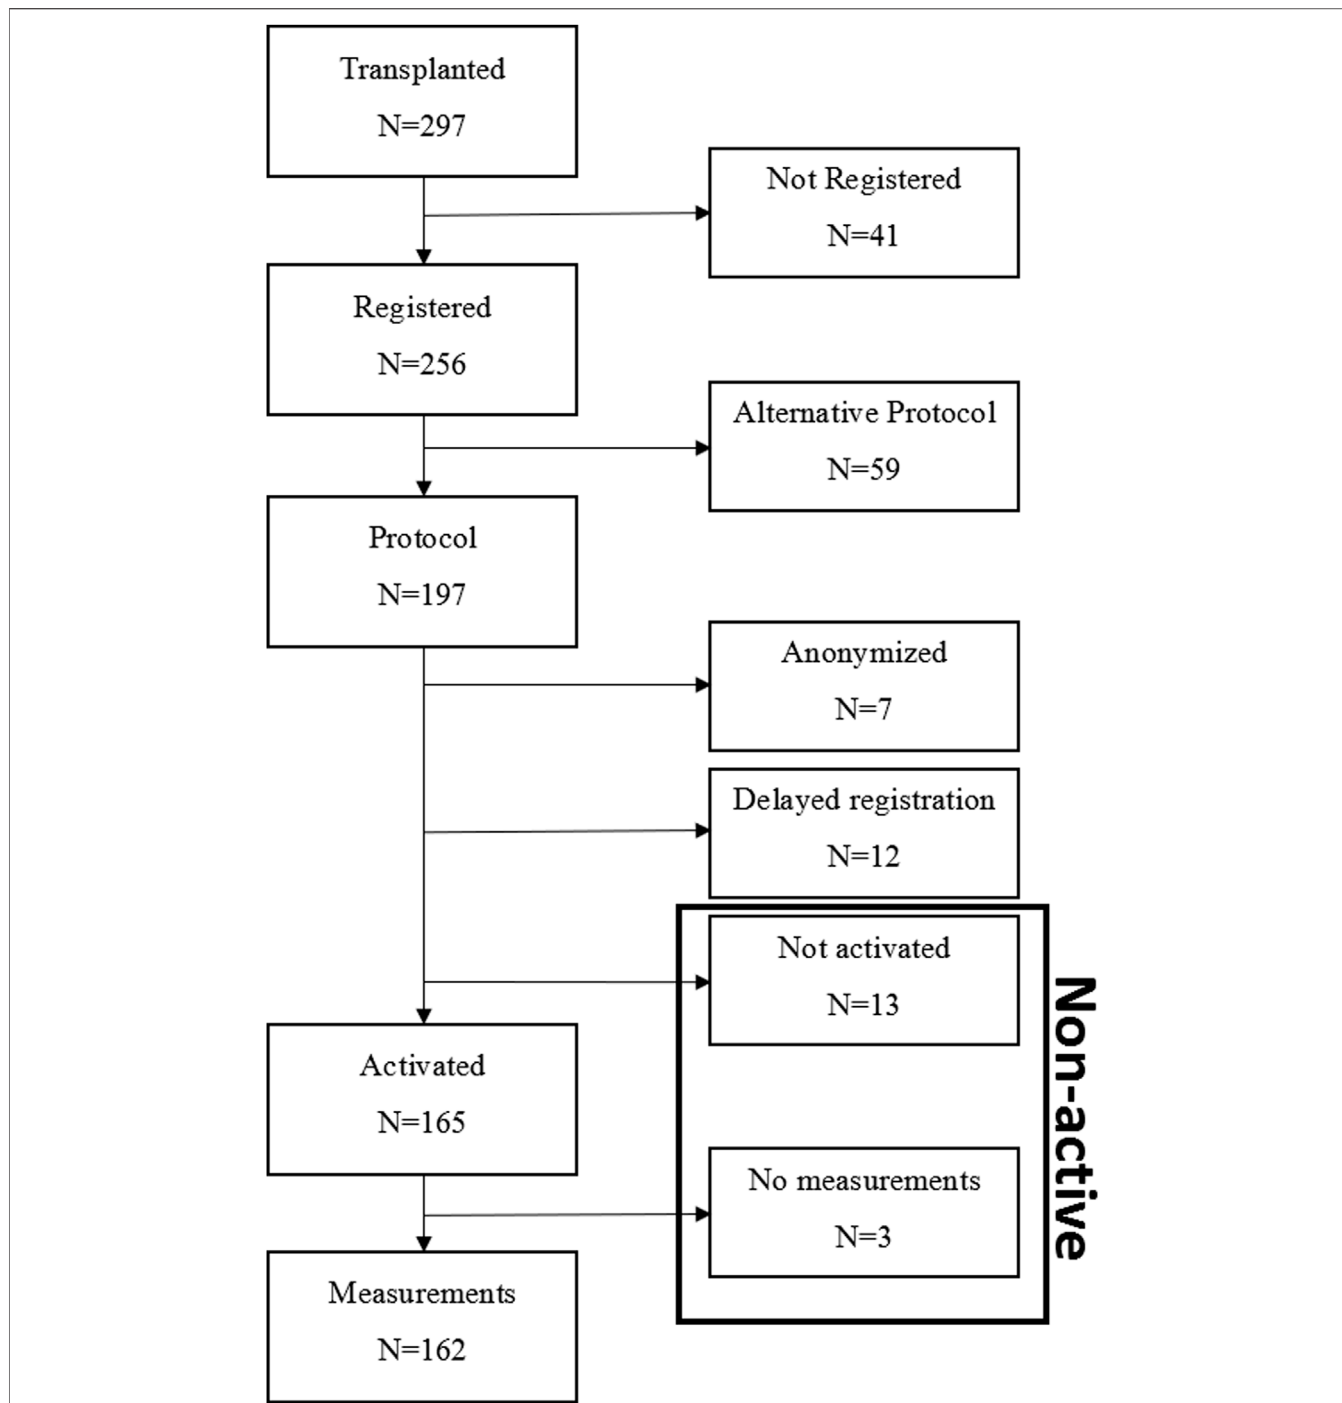 Transplanted
N=297
Not Registered
N=41
Registered
N=256
Alternative Protocol
N=59
Protocol
N=197
Anonymized
N=7
Delayed registration
N=12
Not activated
N=13
Non-active
Activated
N=165
No measurements
N=3
Measurements
N=162